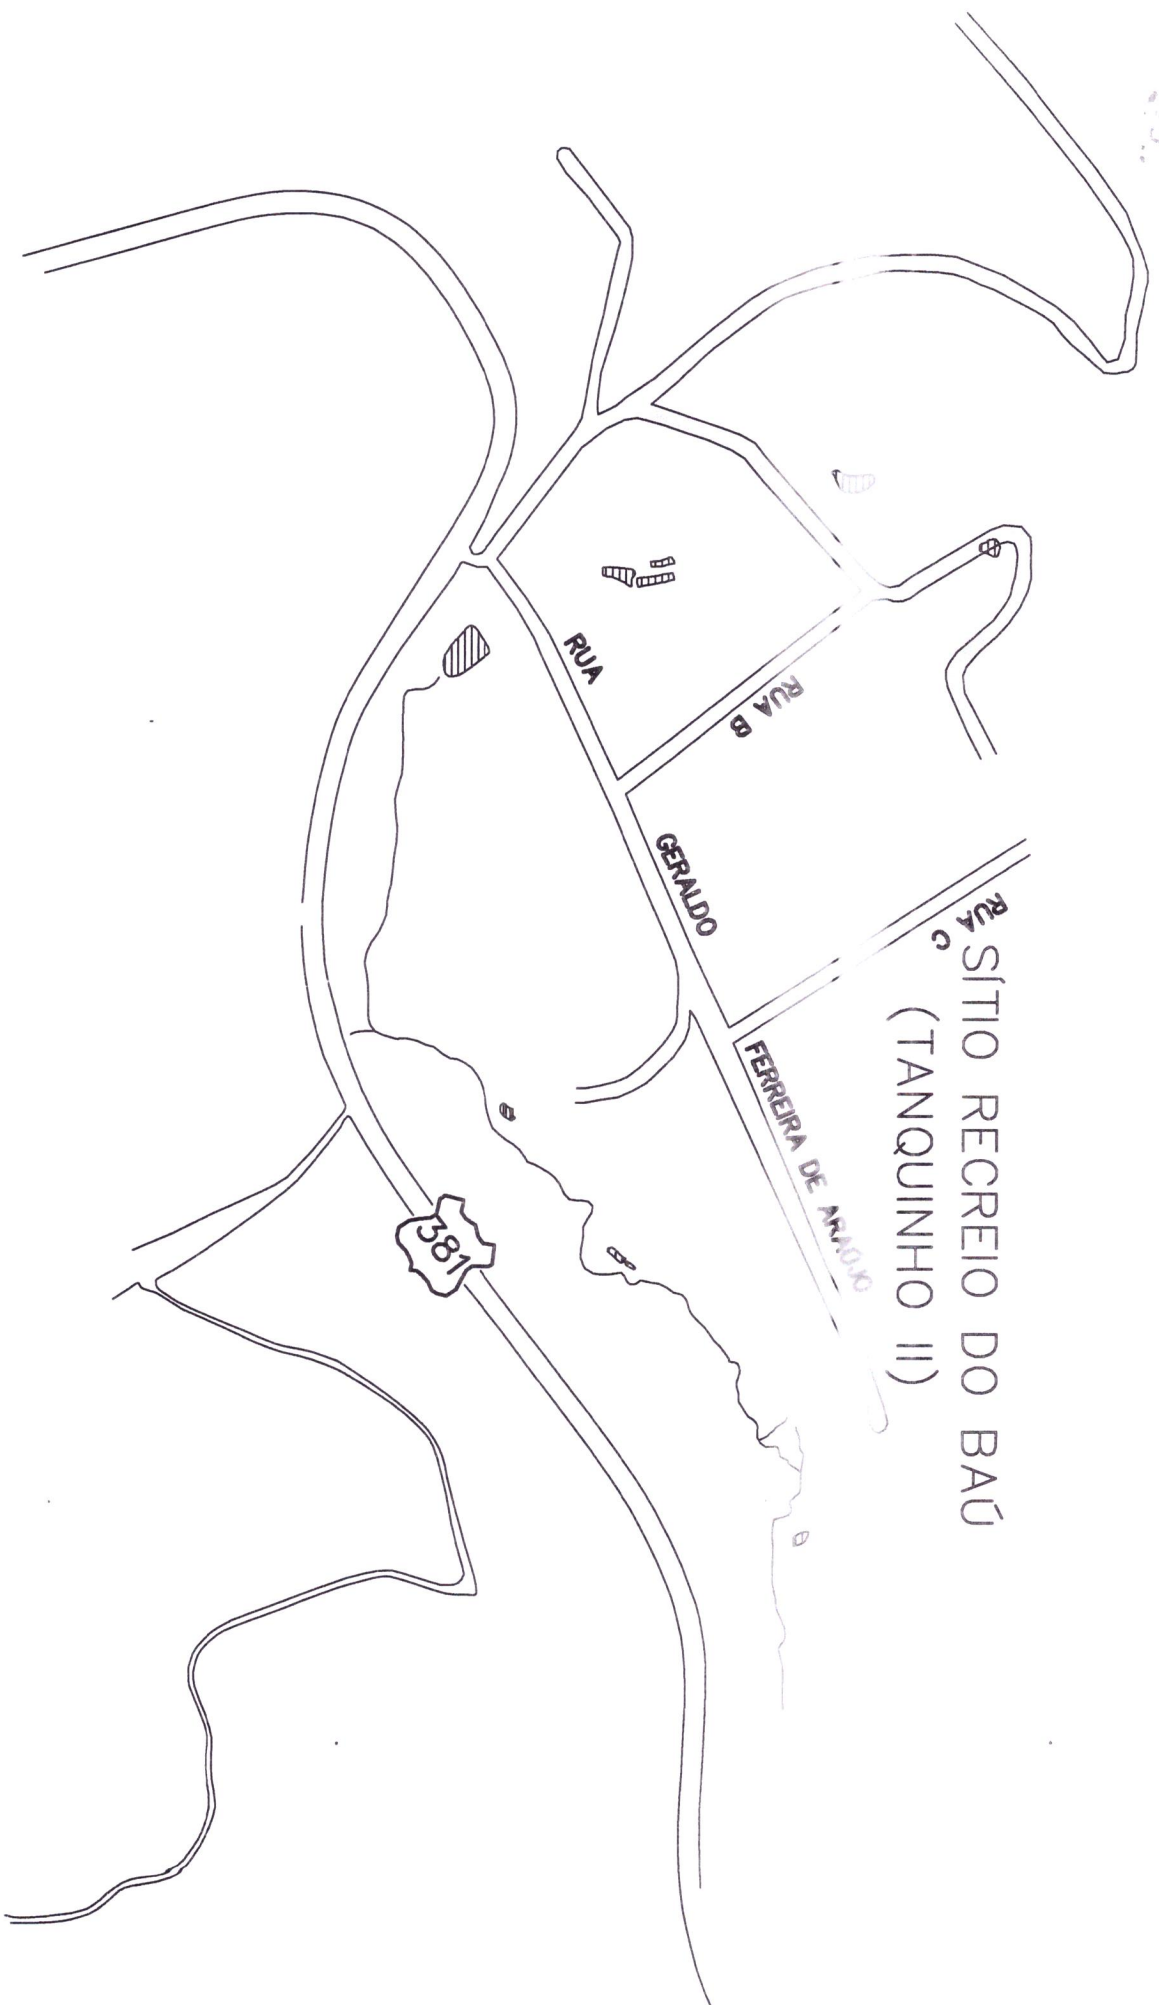 SÍTIO RECREIO DO BAÚ
(TANQUINHO II)
RUA C
RUA B
RUA GERALDO FERREIRA DE ARAÚJO
381